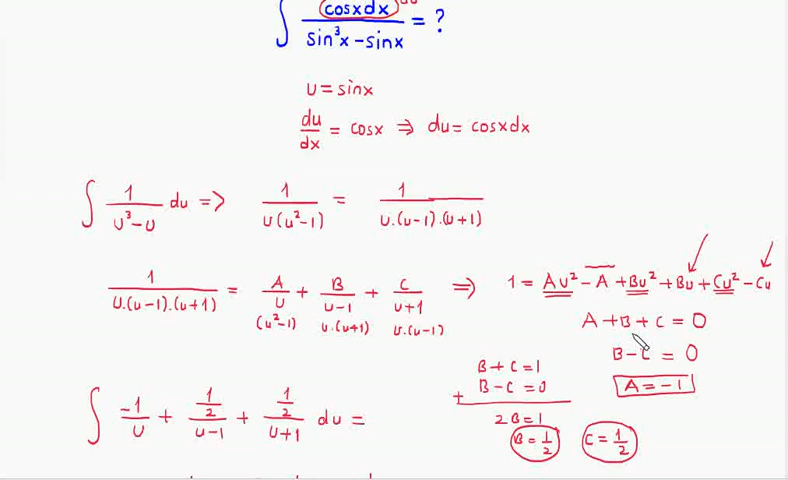 ∫ cosxdx / (sin³x − sinx) = ?
u = sinx
du/dx = cosx ⇒ du = cosxdx
∫ 1/(u³−u) du => 1/(u(u²−1)) = 1/(u.(u−1).(u+1))
1/(u.(u−1).(u+1)) = A/u + B/(u−1) + C/(u+1) => 1 = Au² − A + Bu² + Bu + Cu² − Cu
(u²−1) u.(u+1) u.(u−1)
A + B + C = 0
B − C = 0
A = −1
B + C = 1
+ B − C = 0
2B = 1
B = 1/2 C = 1/2
∫ −1/u + (1/2)/(u−1) + (1/2)/(u+1) du =